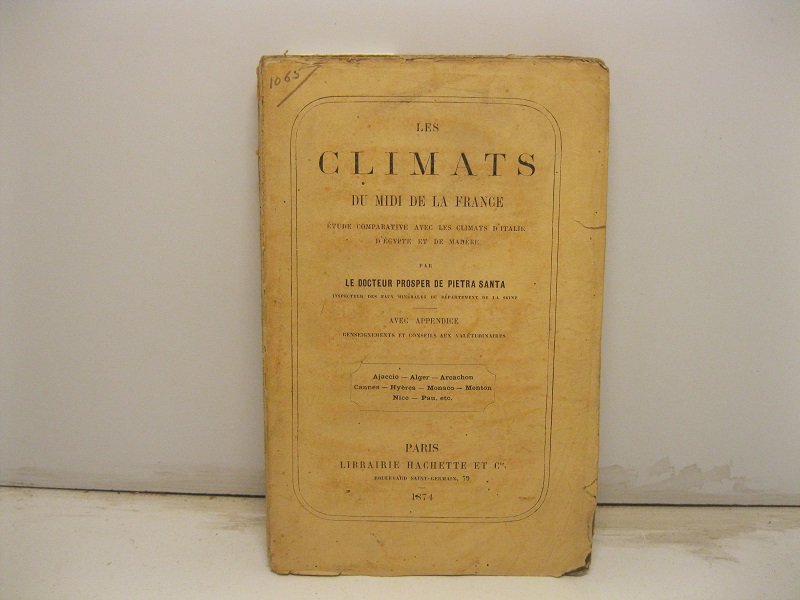 1065
LES
CLIMATS
DU MIDI DE LA FRANCE
ÉTUDE COMPARATIVE AVEC LES CLIMATS D'ITALIE
D'ÉGYPTE ET DE MADÈRE
PAR
LE DOCTEUR PROSPER DE PIETRA SANTA
INSPECTEUR DES EAUX MINÉRALES DU DÉPARTEMENT DE LA SEINE
AVEC APPENDICE
RENSEIGNEMENTS ET CONSEILS AUX VALÉTUDINAIRES
Ajaccio — Alger — Arcachon
Cannes — Hyères — Monaco — Menton
Nice — Pau, etc.
PARIS
LIBRAIRIE HACHETTE ET Cie,
BOULEVARD SAINT-GERMAIN, 79
1874